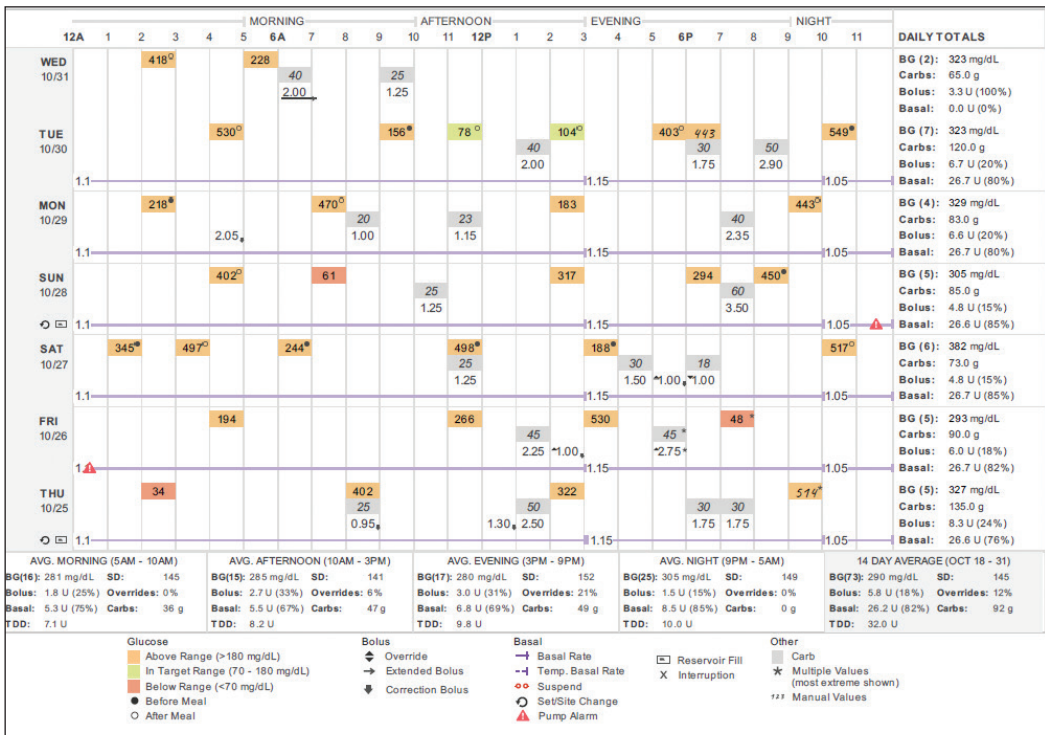 MORNING AFTERNOON EVENING NIGHT
12A 1 2 3 4 5 6A 7 8 9 10 11 12P 1 2 3 4 5 6P 7 8 9 10 11 DAILY TOTALS
WED 418 228 BG (2): 323 mg/dL
10/31 40 25 Carbs: 65.0 g
2.00 1.25 Bolus: 3.3 U (100%)
Basal: 0.0 U (0%)
TUE 530 156 78 104 403 443 549 BG (7): 323 mg/dL
10/30 40 30 50 Carbs: 120.0 g
2.00 1.75 2.90 Bolus: 6.7 U (20%)
1.1 1.15 1.05 Basal: 26.7 U (80%)
MON 218 470 183 443 BG (4): 329 mg/dL
10/29 20 23 40 Carbs: 83.0 g
2.05 1.00 1.15 2.35 Bolus: 6.6 U (20%)
1.1 1.15 1.05 Basal: 26.7 U (80%)
SUN 402 61 317 294 450 BG (5): 305 mg/dL
10/28 25 60 Carbs: 85.0 g
1.25 3.50 Bolus: 4.8 U (15%)
1.1 1.15 1.05 Basal: 26.6 U (85%)
SAT 345 497 244 498 188 517 BG (6): 382 mg/dL
10/27 25 30 18 Carbs: 73.0 g
1.25 1.50 1.00 1.00 Bolus: 4.8 U (15%)
1.1 1.15 1.05 Basal: 26.7 U (85%)
FRI 194 266 530 48 * BG (5): 293 mg/dL
10/26 45 45 * Carbs: 90.0 g
2.25 1.00 2.75 * Bolus: 6.0 U (18%)
1.15 1.05 Basal: 26.7 U (82%)
THU 34 402 322 514 * BG (5): 327 mg/dL
10/25 25 50 30 30 Carbs: 135.0 g
0.95 1.30 2.50 1.75 1.75 Bolus: 8.3 U (24%)
1.1 1.15 1.05 Basal: 26.6 U (76%)
AVG. MORNING (5AM - 10AM) AVG. AFTERNOON (10AM - 3PM) AVG. EVENING (3PM - 9PM) AVG. NIGHT (9PM - 5AM) 14 DAY AVERAGE (OCT 18 - 31)
BG(16): 281 mg/dL SD: 145 BG(15): 285 mg/dL SD: 141 BG(17): 280 mg/dL SD: 152 BG(25): 305 mg/dL SD: 149 BG(73): 290 mg/dL SD: 145
Bolus: 1.8 U (25%) Overrides: 0% Bolus: 2.7 U (33%) Overrides: 6% Bolus: 3.0 U (31%) Overrides: 21% Bolus: 1.5 U (15%) Overrides: 0% Bolus: 5.8 U (18%) Overrides: 12%
Basal: 5.3 U (75%) Carbs: 36 g Basal: 5.5 U (67%) Carbs: 47 g Basal: 6.8 U (69%) Carbs: 49 g Basal: 8.5 U (85%) Carbs: 0 g Basal: 26.2 U (82%) Carbs: 92 g
TDD: 7.1 U TDD: 8.2 U TDD: 9.8 U TDD: 10.0 U TDD: 32.0 U
Glucose Bolus Basal Other
Above Range (>180 mg/dL) Override Basal Rate Reservoir Fill Carb
In Target Range (70 - 180 mg/dL) Extended Bolus Temp. Basal Rate X Interruption * Multiple Values
Below Range (<70 mg/dL) Correction Bolus Suspend (most extreme shown)
Before Meal Set/Site Change 123 Manual Values
After Meal Pump Alarm